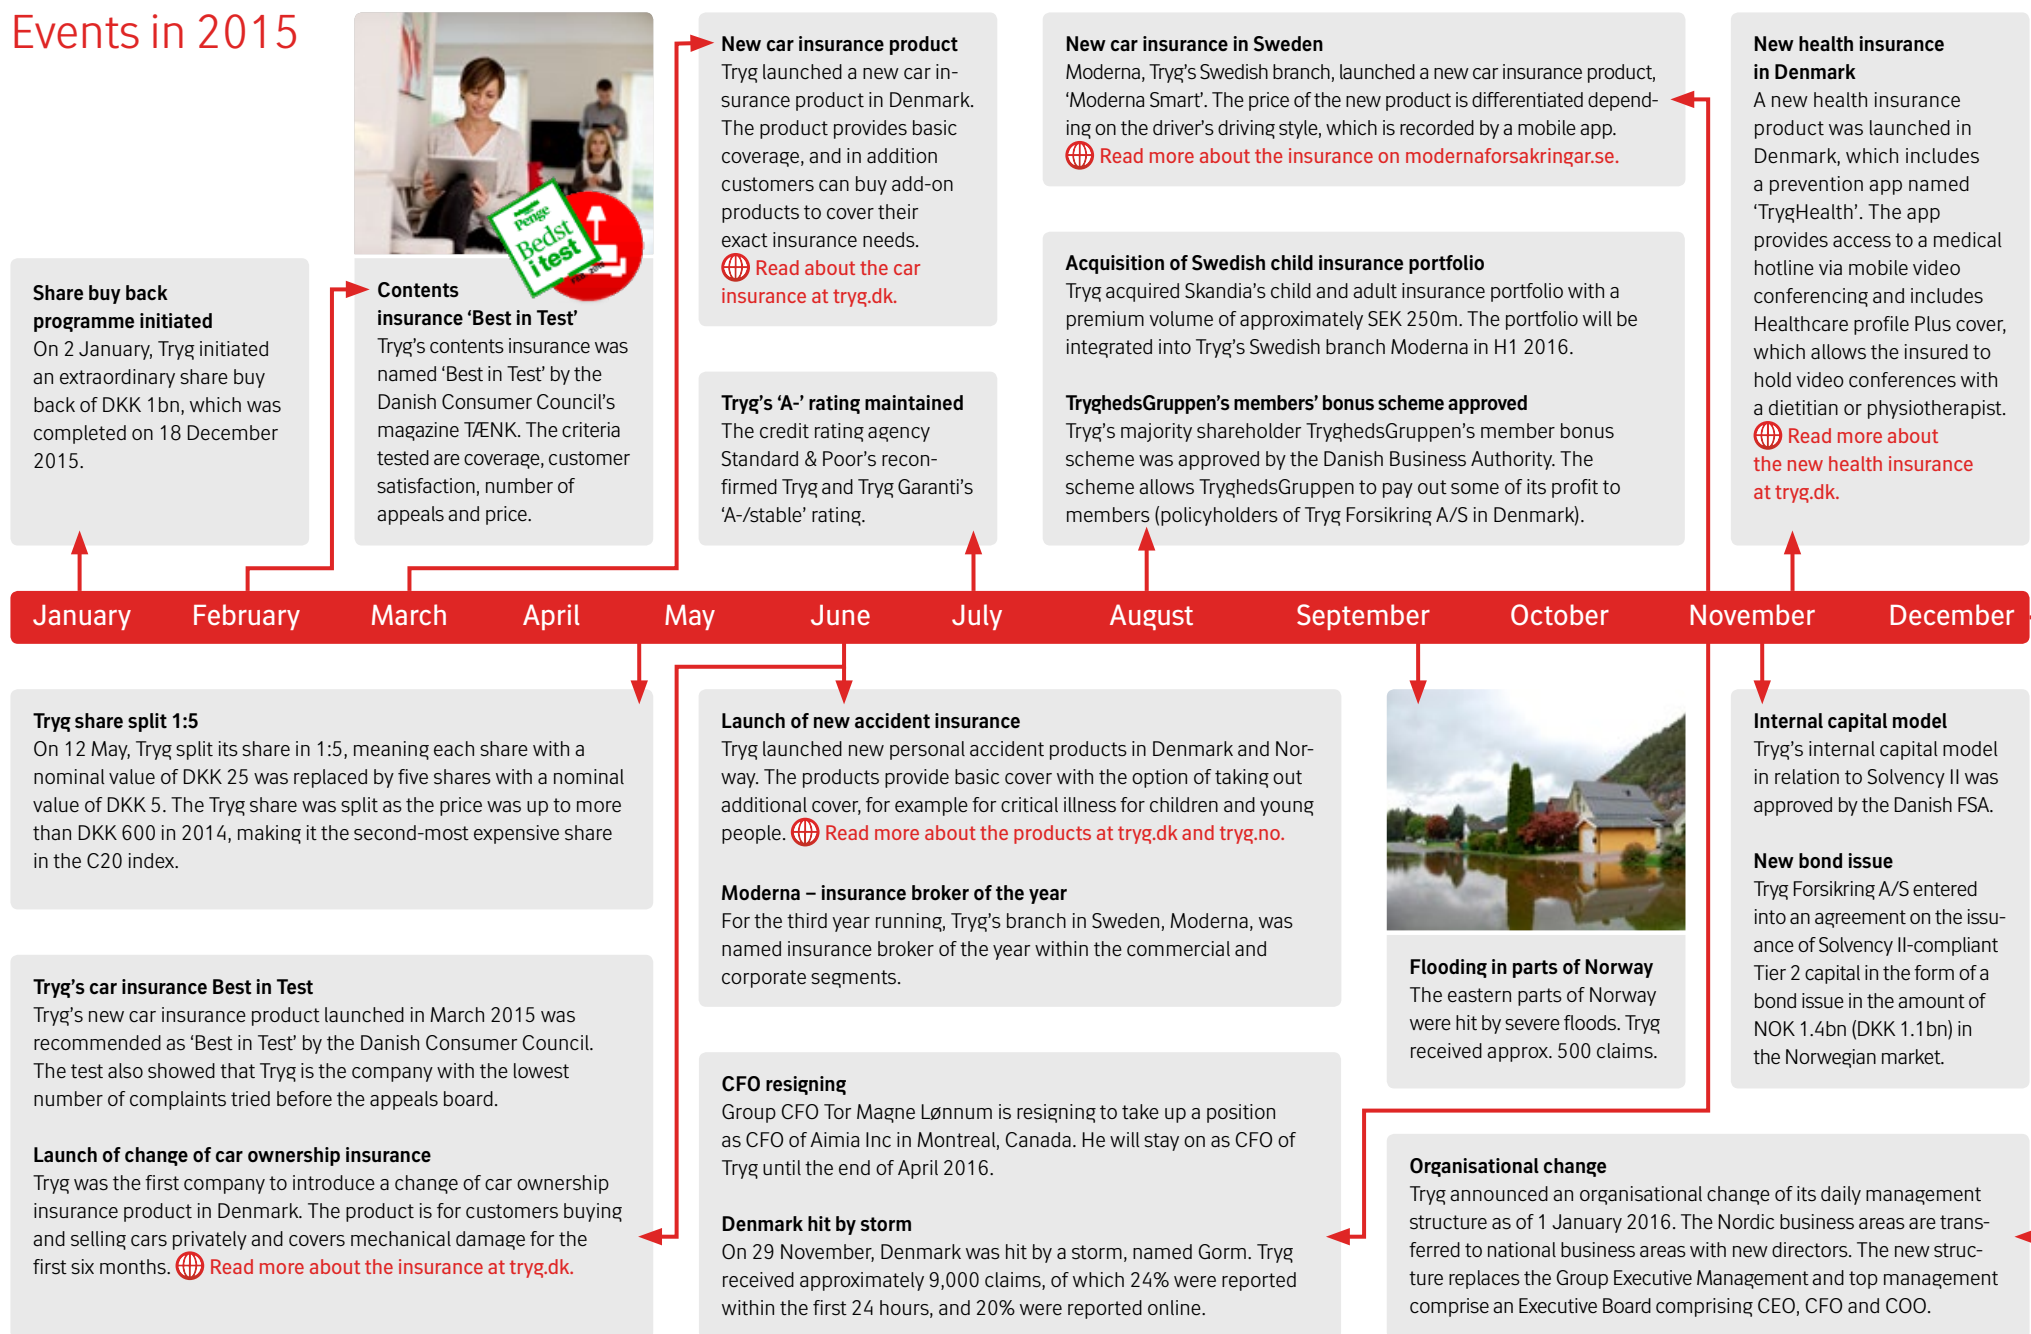 Events in 2015
Share buy back
programme initiated
On 2 January, Tryg initiated
an extraordinary share buy
back of DKK 1bn, which was
completed on 18 December
2015.
Penge
Bedst
i test
Contents
insurance ‘Best in Test’
Tryg’s contents insurance was
named ‘Best in Test’ by the
Danish Consumer Council’s
magazine TÆNK. The criteria
tested are coverage, customer
satisfaction, number of
appeals and price.
New car insurance product
Tryg launched a new car in-
surance product in Denmark.
The product provides basic
coverage, and in addition
customers can buy add-on
products to cover their
exact insurance needs.
Read about the car
insurance at tryg.dk.
Tryg’s ‘A-’ rating maintained
The credit rating agency
Standard & Poor’s recon-
firmed Tryg and Tryg Garanti’s
‘A-/stable’ rating.
New car insurance in Sweden
Moderna, Tryg’s Swedish branch, launched a new car insurance product,
‘Moderna Smart’. The price of the new product is differentiated depend-
ing on the driver’s driving style, which is recorded by a mobile app.
Read more about the insurance on modernaforsakringar.se.
Acquisition of Swedish child insurance portfolio
Tryg acquired Skandia’s child and adult insurance portfolio with a
premium volume of approximately SEK 250m. The portfolio will be
integrated into Tryg’s Swedish branch Moderna in H1 2016.
TryghedsGruppen’s members’ bonus scheme approved
Tryg’s majority shareholder TryghedsGruppen’s member bonus
scheme was approved by the Danish Business Authority. The
scheme allows TryghedsGruppen to pay out some of its profit to
members (policyholders of Tryg Forsikring A/S in Denmark).
New health insurance
in Denmark
A new health insurance
product was launched in
Denmark, which includes
a prevention app named
‘TrygHealth’. The app
provides access to a medical
hotline via mobile video
conferencing and includes
Healthcare profile Plus cover,
which allows the insured to
hold video conferences with
a dietitian or physiotherapist.
Read more about
the new health insurance
at tryg.dk.
January February March April May June July August September October November December
Tryg share split 1:5
On 12 May, Tryg split its share in 1:5, meaning each share with a
nominal value of DKK 25 was replaced by five shares with a nominal
value of DKK 5. The Tryg share was split as the price was up to more
than DKK 600 in 2014, making it the second-most expensive share
in the C20 index.
Tryg’s car insurance Best in Test
Tryg’s new car insurance product launched in March 2015 was
recommended as ‘Best in Test’ by the Danish Consumer Council.
The test also showed that Tryg is the company with the lowest
number of complaints tried before the appeals board.
Launch of change of car ownership insurance
Tryg was the first company to introduce a change of car ownership
insurance product in Denmark. The product is for customers buying
and selling cars privately and covers mechanical damage for the
first six months. Read more about the insurance at tryg.dk.
Launch of new accident insurance
Tryg launched new personal accident products in Denmark and Nor-
way. The products provide basic cover with the option of taking out
additional cover, for example for critical illness for children and young
people. Read more about the products at tryg.dk and tryg.no.
Moderna – insurance broker of the year
For the third year running, Tryg’s branch in Sweden, Moderna, was
named insurance broker of the year within the commercial and
corporate segments.
CFO resigning
Group CFO Tor Magne Lønnum is resigning to take up a position
as CFO of Aimia Inc in Montreal, Canada. He will stay on as CFO of
Tryg until the end of April 2016.
Denmark hit by storm
On 29 November, Denmark was hit by a storm, named Gorm. Tryg
received approximately 9,000 claims, of which 24% were reported
within the first 24 hours, and 20% were reported online.
Flooding in parts of Norway
The eastern parts of Norway
were hit by severe floods. Tryg
received approx. 500 claims.
Internal capital model
Tryg’s internal capital model
in relation to Solvency II was
approved by the Danish FSA.
New bond issue
Tryg Forsikring A/S entered
into an agreement on the issu-
ance of Solvency II-compliant
Tier 2 capital in the form of a
bond issue in the amount of
NOK 1.4bn (DKK 1.1bn) in
the Norwegian market.
Organisational change
Tryg announced an organisational change of its daily management
structure as of 1 January 2016. The Nordic business areas are trans-
ferred to national business areas with new directors. The new struc-
ture replaces the Group Executive Management and top management
comprise an Executive Board comprising CEO, CFO and COO.